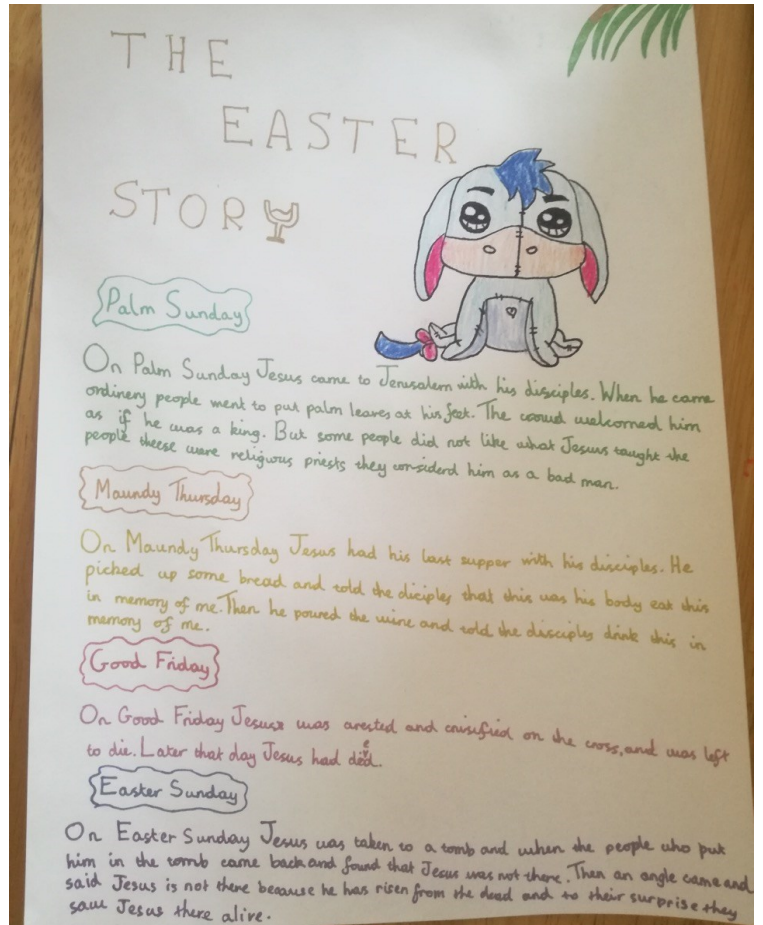 THE
EASTER
STORY
Palm Sunday
On Palm Sunday Jesus came to Jerusalem with his disciples. When he came
ordinery people went to put palm leaves at his feet. The crowd welcomed him
as if he was a king. But some people did not like what Jesus taught the
people theese were religious priests they considerd him as a bad man.
Maundy Thursday
On Maundy Thursday Jesus had his last supper with his disciples. He
picked up some bread and told the diciples that this was his body eat this
in memory of me. Then he poured the wine and told the disciples drink this in
memory of me.
Good Friday
On Good Friday Jesus was arested and crusified on the cross, and was left
to die. Later that day Jesus had died.
Easter Sunday
On Easter Sunday Jesus was taken to a tomb and when the people who put
him in the tomb came back and found that Jesus was not there. Then an angle came and
said Jesus is not there because he has risen from the dead and to their surprise they
saw Jesus there alive.